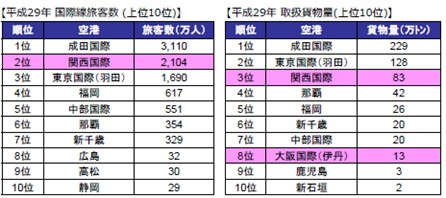 【平成29年 国際線旅客数 (上位10位)】
順位 空港 旅客数(万人)
1位 成田国際 3,110
2位 関西国際 2,104
3位 東京国際(羽田) 1,690
4位 福岡 617
5位 中部国際 551
6位 那覇 354
7位 新千歳 329
8位 広島 32
9位 高松 30
10位 静岡 29
【平成29年 取扱貨物量(上位10位)】
順位 空港 貨物量(万トン)
1位 成田国際 229
2位 東京国際(羽田) 128
3位 関西国際 83
4位 那覇 42
5位 福岡 26
6位 新千歳 20
7位 中部国際 20
8位 大阪国際(伊丹) 13
9位 鹿児島 3
10位 新石垣 2